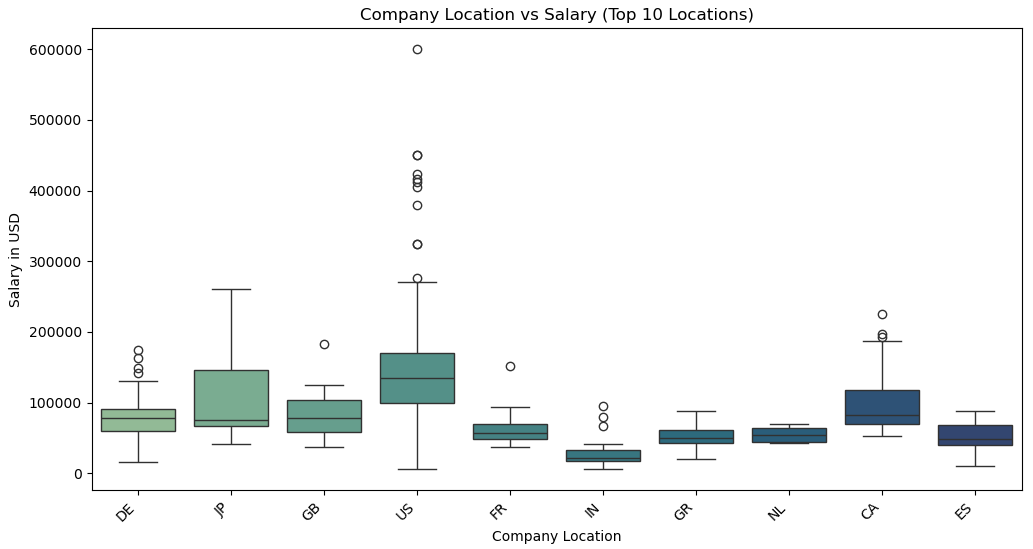 Company Location vs Salary (Top 10 Locations)
600000
500000
400000
300000
200000
100000
0
Salary in USD
DE
JP
GB
US
FR
IN
GR
NL
CA
ES
Company Location